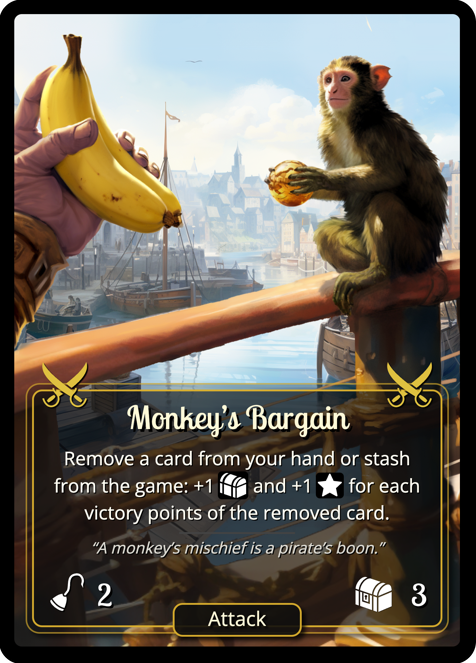 Monkey's Bargain
Remove a card from your hand or stash
from the game: +1 and +1 for each
victory points of the removed card.
“A monkey's mischief is a pirate's boon.”
2 3
Attack